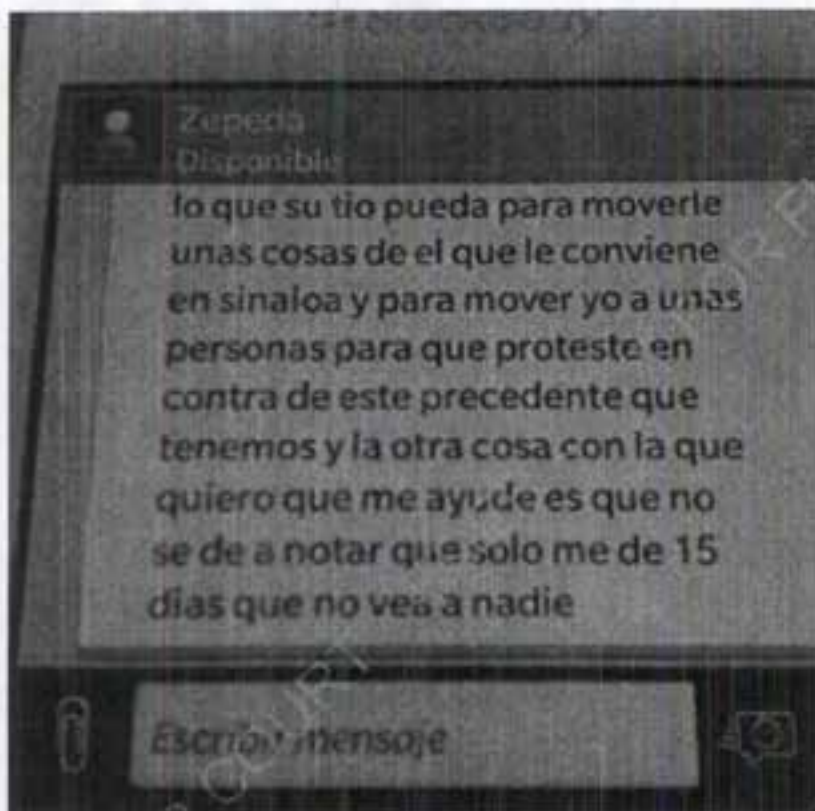 Zepeda
Disponible
lo que su tio pueda para moverle
unas cosas de el que le conviene
en sinaloa y para mover yo a unas
personas para que proteste en
contra de este precedente que
tenemos y la otra cosa con la que
quiero que me ayude es que no
se de a notar que solo me de 15
dias que no vea a nadie
Escribir mensaje
COURT